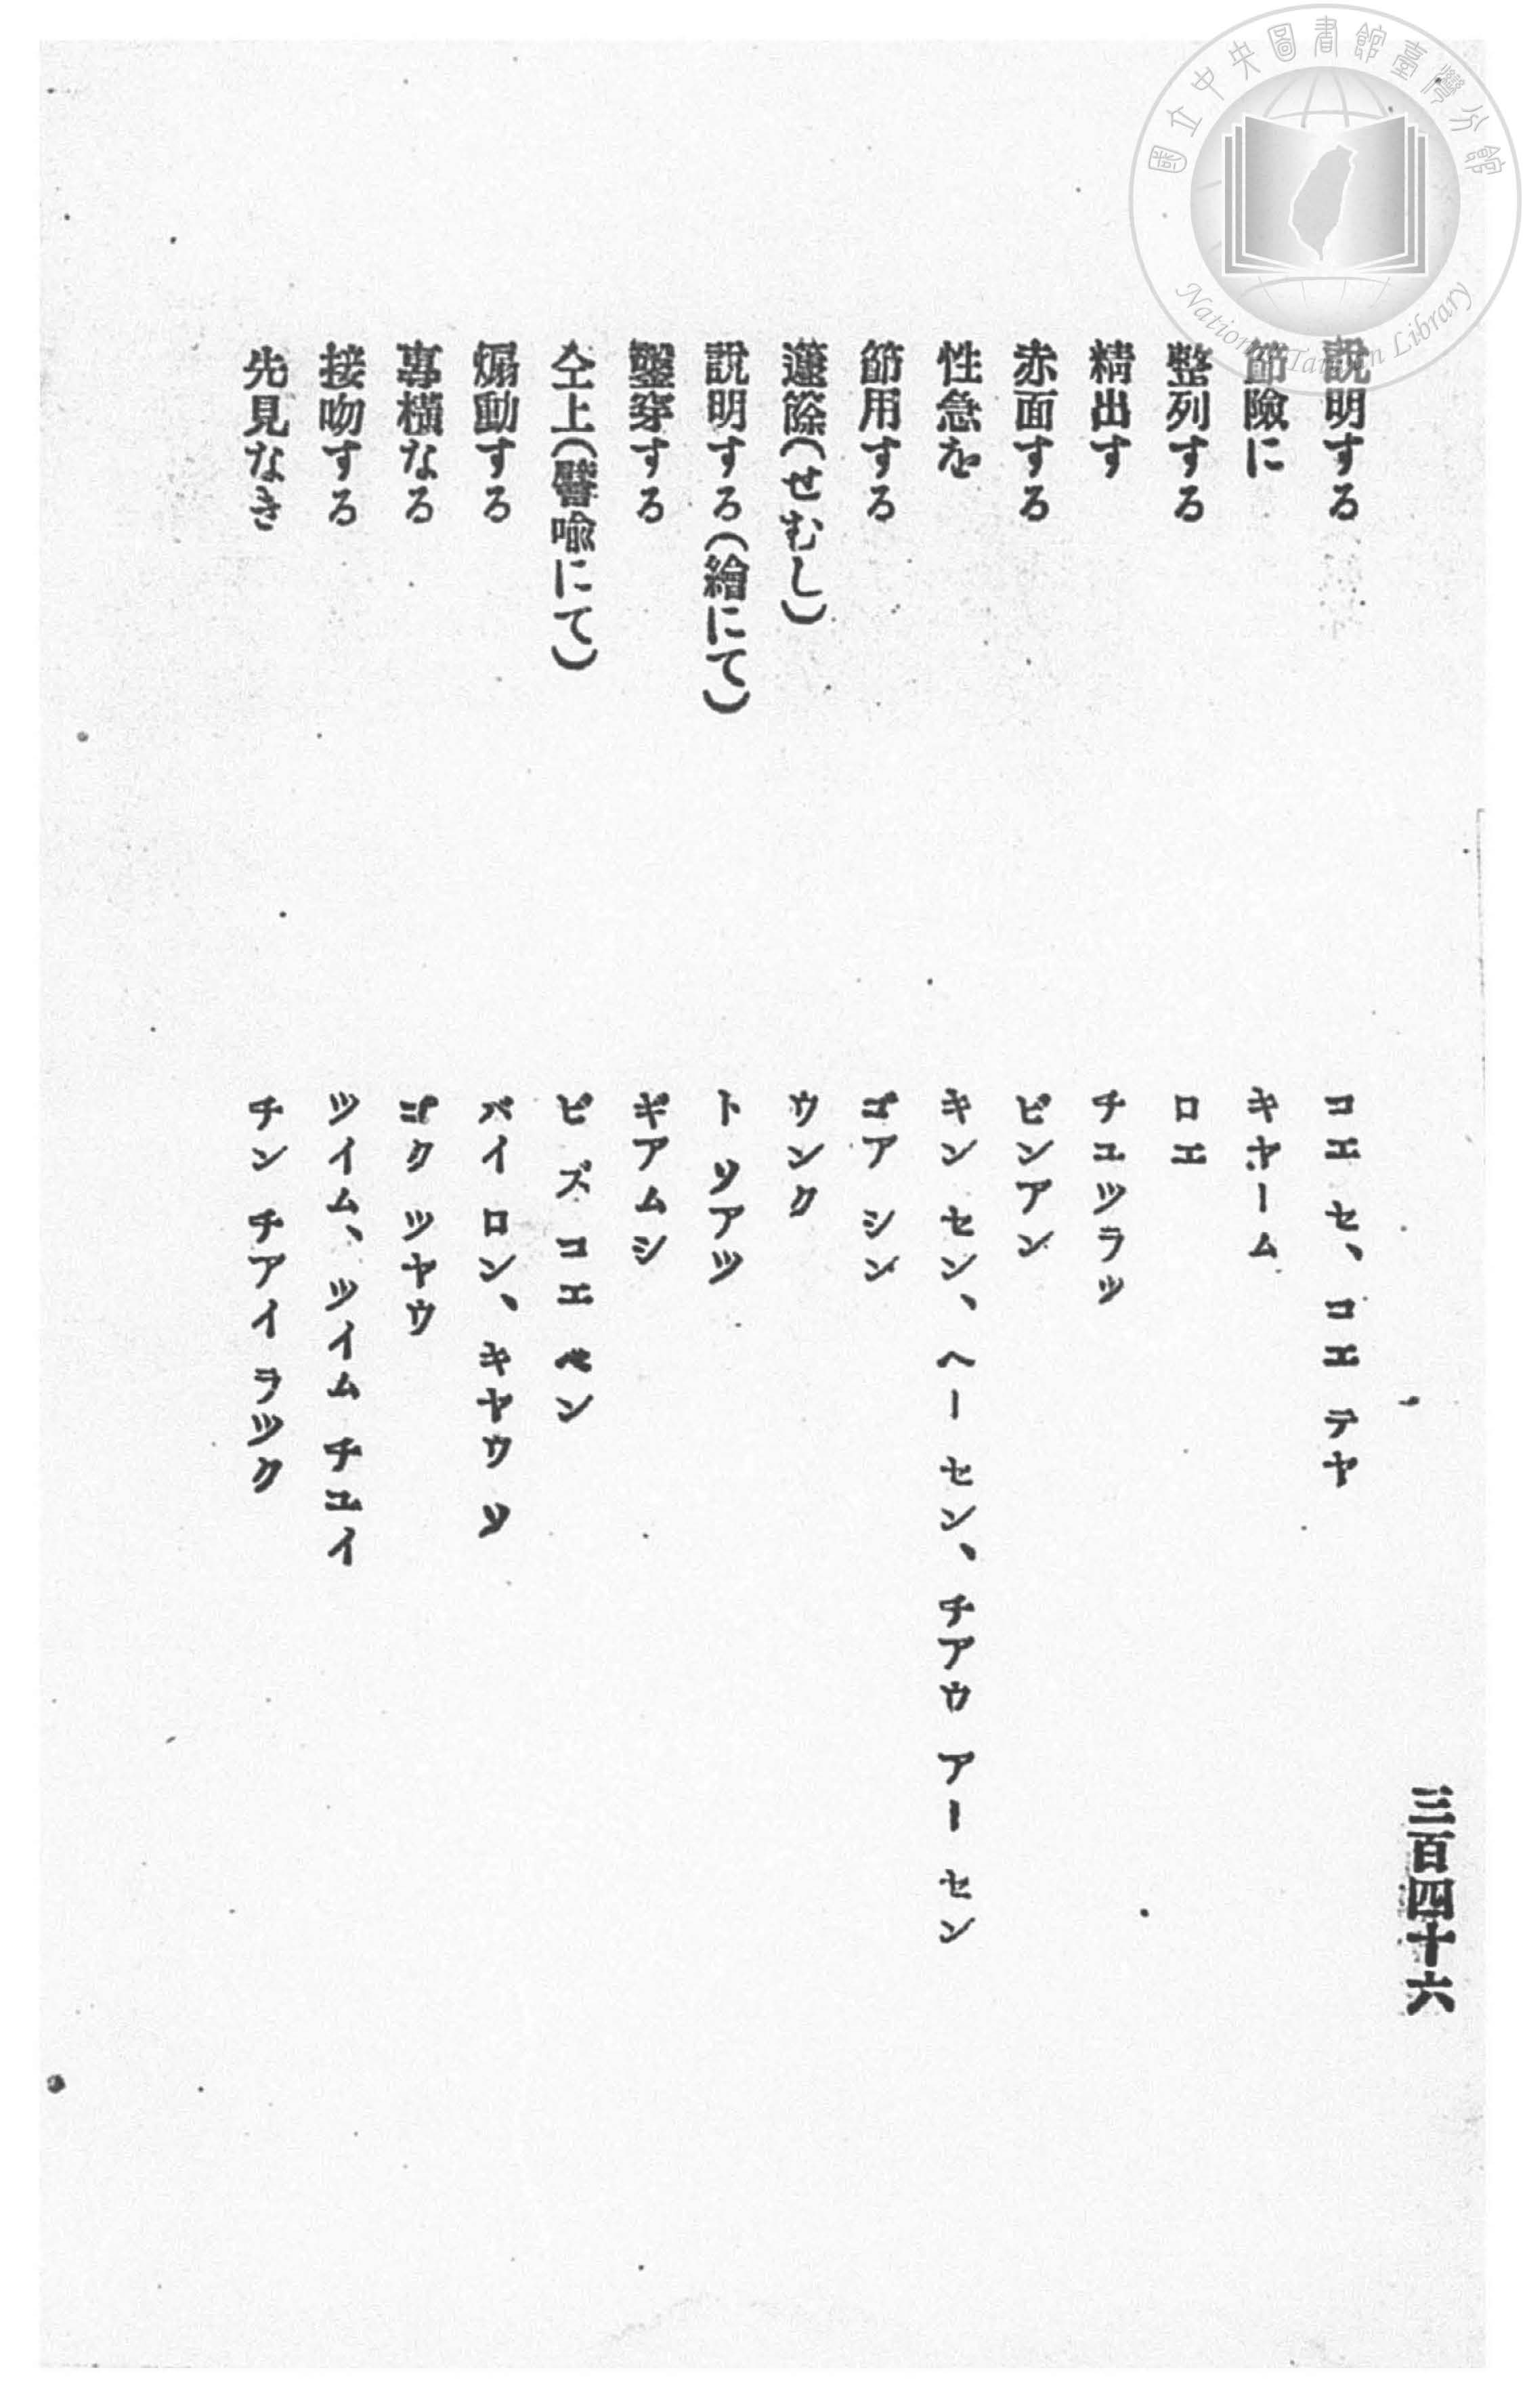 國立中央圖書館臺灣分館
National Taiwan Library
三百四十六
説明する　コエ セ、コエ テヤ
節險に　キヤーム
整列する　ロエ
精出す　チユツラッ
赤面する　ピンアン
性急を　キン セン、ヘー セン、チアウ アー セン
節用する　ゴア シン
籧篨(せむし)　ウンク
説明する(繪にて)　ト ソアツ
鑿穿する　ギアムシ
仝上(譬喩にて)　ピ ズ コエ ペン
煽動する　バイ ロン、キヤウ ソ
專横なる　ゴク ツヤウ
接吻する　ツイム、ツイム チユイ
先見なき　チン チアイ ラツク